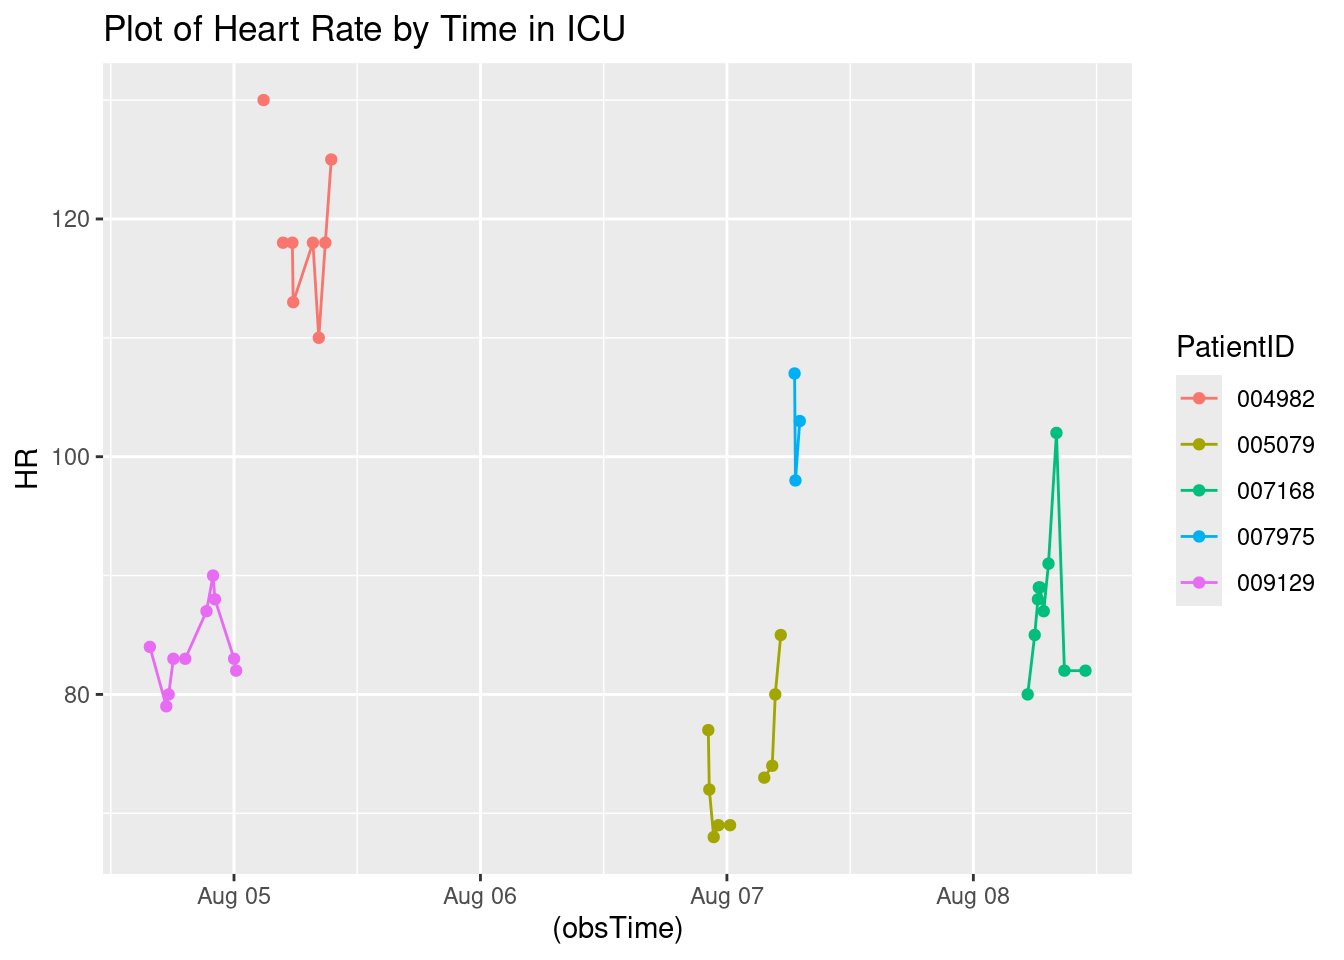 Plot of Heart Rate by Time in ICU
HR
120
100
80
Aug 05
Aug 06
Aug 07
Aug 08
(obsTime)
PatientID
004982
005079
007168
007975
009129